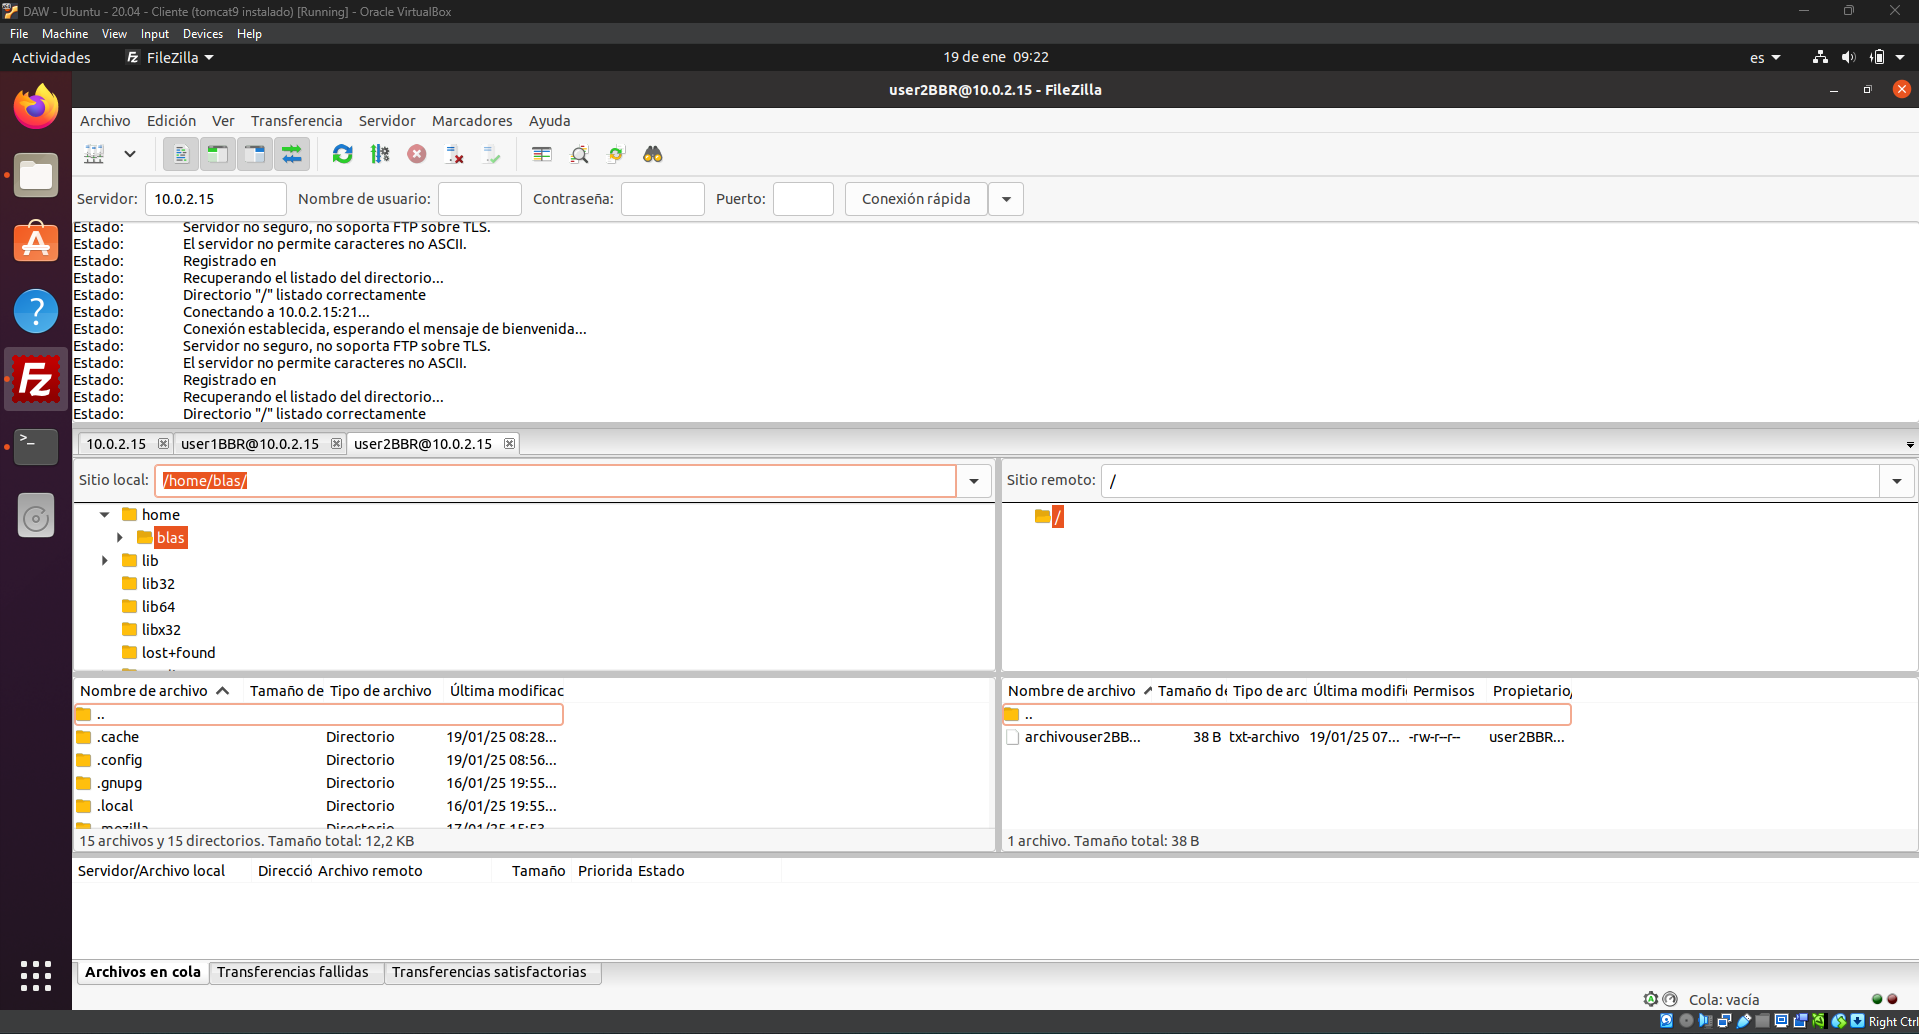 DAW - Ubuntu - 20.04 - Cliente (tomcat9 instalado) [Running] - Oracle VirtualBox
File Machine View Input Devices Help
Actividades FileZilla 19 de ene 09:22 es
user2BBR@10.0.2.15 - FileZilla
Archivo Edición Ver Transferencia Servidor Marcadores Ayuda
Servidor: 10.0.2.15 Nombre de usuario: Contraseña: Puerto: Conexión rápida
Estado: Servidor no seguro, no soporta FTP sobre TLS.
Estado: El servidor no permite caracteres no ASCII.
Estado: Registrado en
Estado: Recuperando el listado del directorio...
Estado: Directorio "/" listado correctamente
Estado: Conectando a 10.0.2.15:21...
Estado: Conexión establecida, esperando el mensaje de bienvenida...
Estado: Servidor no seguro, no soporta FTP sobre TLS.
Estado: El servidor no permite caracteres no ASCII.
Estado: Registrado en
Estado: Recuperando el listado del directorio...
Estado: Directorio "/" listado correctamente
10.0.2.15 user1BBR@10.0.2.15 user2BBR@10.0.2.15
Sitio local: /home/blas/ Sitio remoto: /
home
blas
lib
lib32
lib64
libx32
lost+found
/
Nombre de archivo Tamaño de Tipo de archivo Última modificac
..
.cache Directorio 19/01/25 08:28...
.config Directorio 19/01/25 08:56...
.gnupg Directorio 16/01/25 19:55...
.local Directorio 16/01/25 19:55...
.mozilla Directorio 17/01/25 15:53
15 archivos y 15 directorios. Tamaño total: 12,2 KB
Nombre de archivo Tamaño de Tipo de arc Última modifi Permisos Propietario/
..
archivouser2BB... 38 B txt-archivo 19/01/25 07... -rw-r--r-- user2BBR...
1 archivo. Tamaño total: 38 B
Servidor/Archivo local Direcció Archivo remoto Tamaño Priorida Estado
Archivos en cola Transferencias fallidas Transferencias satisfactorias
Cola: vacía
Right Ctrl